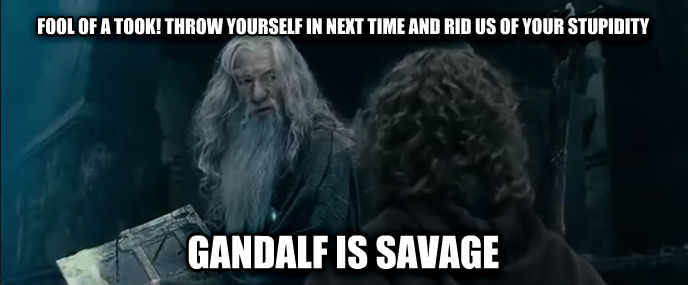 FOOL OF A TOOK! THROW YOURSELF IN NEXT TIME AND RID US OF YOUR STUPIDITY
GANDALF IS SAVAGE